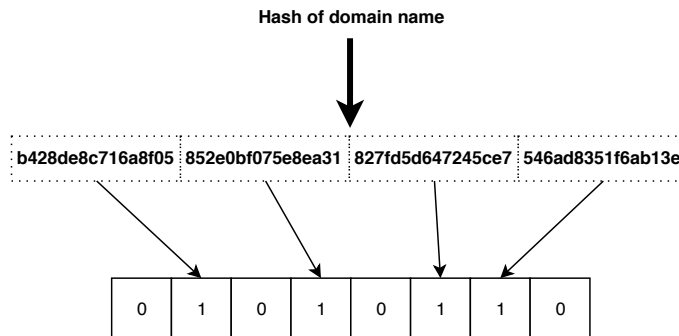 Hash of domain name
b428de8c716a8f05 852e0bf075e8ea31 827fd5d647245ce7 546ad8351f6ab13e
0 1 0 1 0 1 1 0